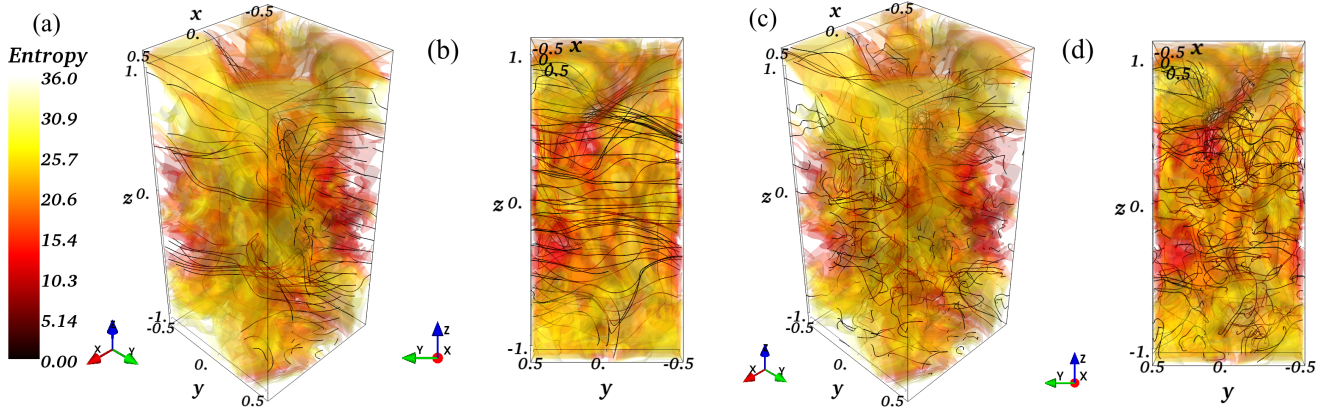 (a)
Entropy
36.0
30.9
25.7
20.6
15.4
10.3
5.14
0.00
x
-0.5
0.
0.5
1.
z 0.
-1.
-0.5
0.
y
0.5
X Y
(b)
-0.5 x
0.
0.5
1.
z 0.
-1.
0.5 0. -0.5
y
Z
Y X
(c)
x
-0.5
0.
0.5
1.
z 0.
-1.
-0.5
0.
y
0.5
Z
X Y
(d)
-0.5 x
0.
0.5
1.
z 0.
-1.
0.5 0. -0.5
y
Z
Y X